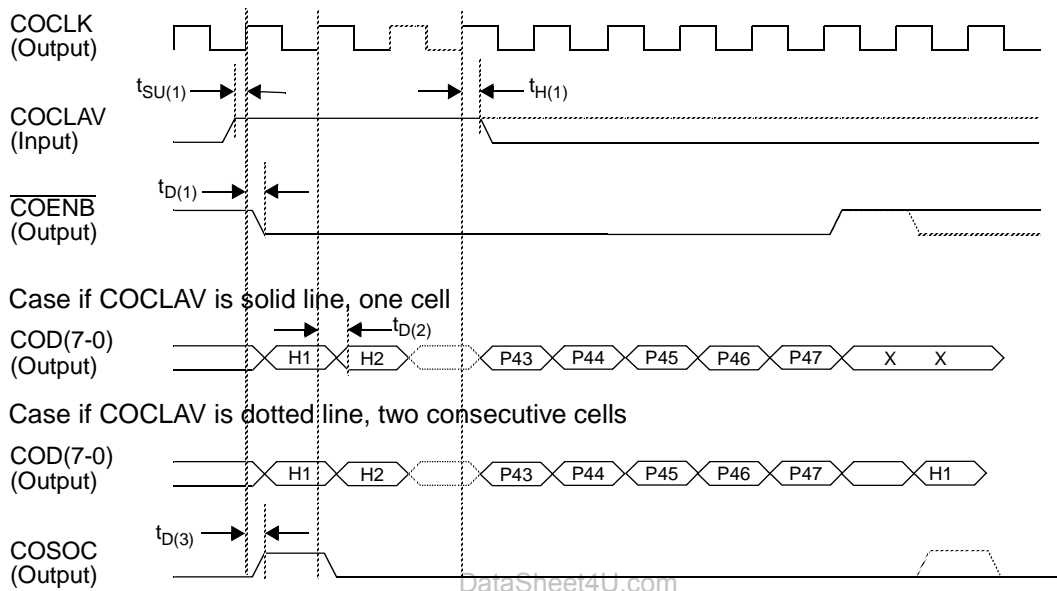 COCLK
(Output)
tSU(1)
tH(1)
COCLAV
(Input)
tD(1)
COENB
(Output)
Case if COCLAV is solid line, one cell
tD(2)
COD(7-0)
(Output)
H1 H2 P43 P44 P45 P46 P47 X X
Case if COCLAV is dotted line, two consecutive cells
COD(7-0)
(Output)
H1 H2 P43 P44 P45 P46 P47 H1
tD(3)
COSOC
(Output)
DataSheet4U.com